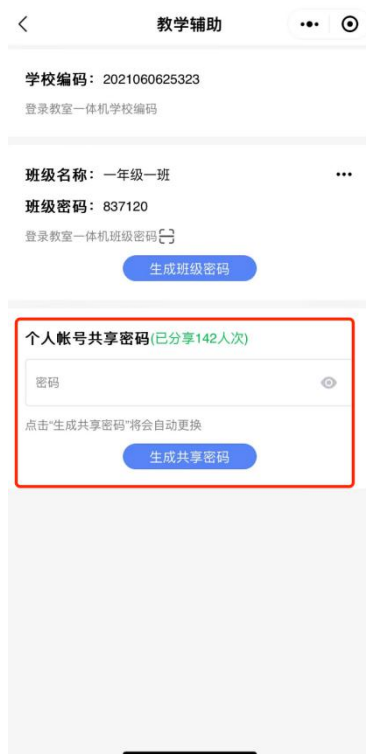 教学辅助
学校编码：2021060625323
登录教室一体机学校编码
班级名称：一年级一班
班级密码：837120
登录教室一体机班级密码
生成班级密码
个人帐号共享密码(已分享142人次)
密码
点击“生成共享密码”将会自动更换
生成共享密码